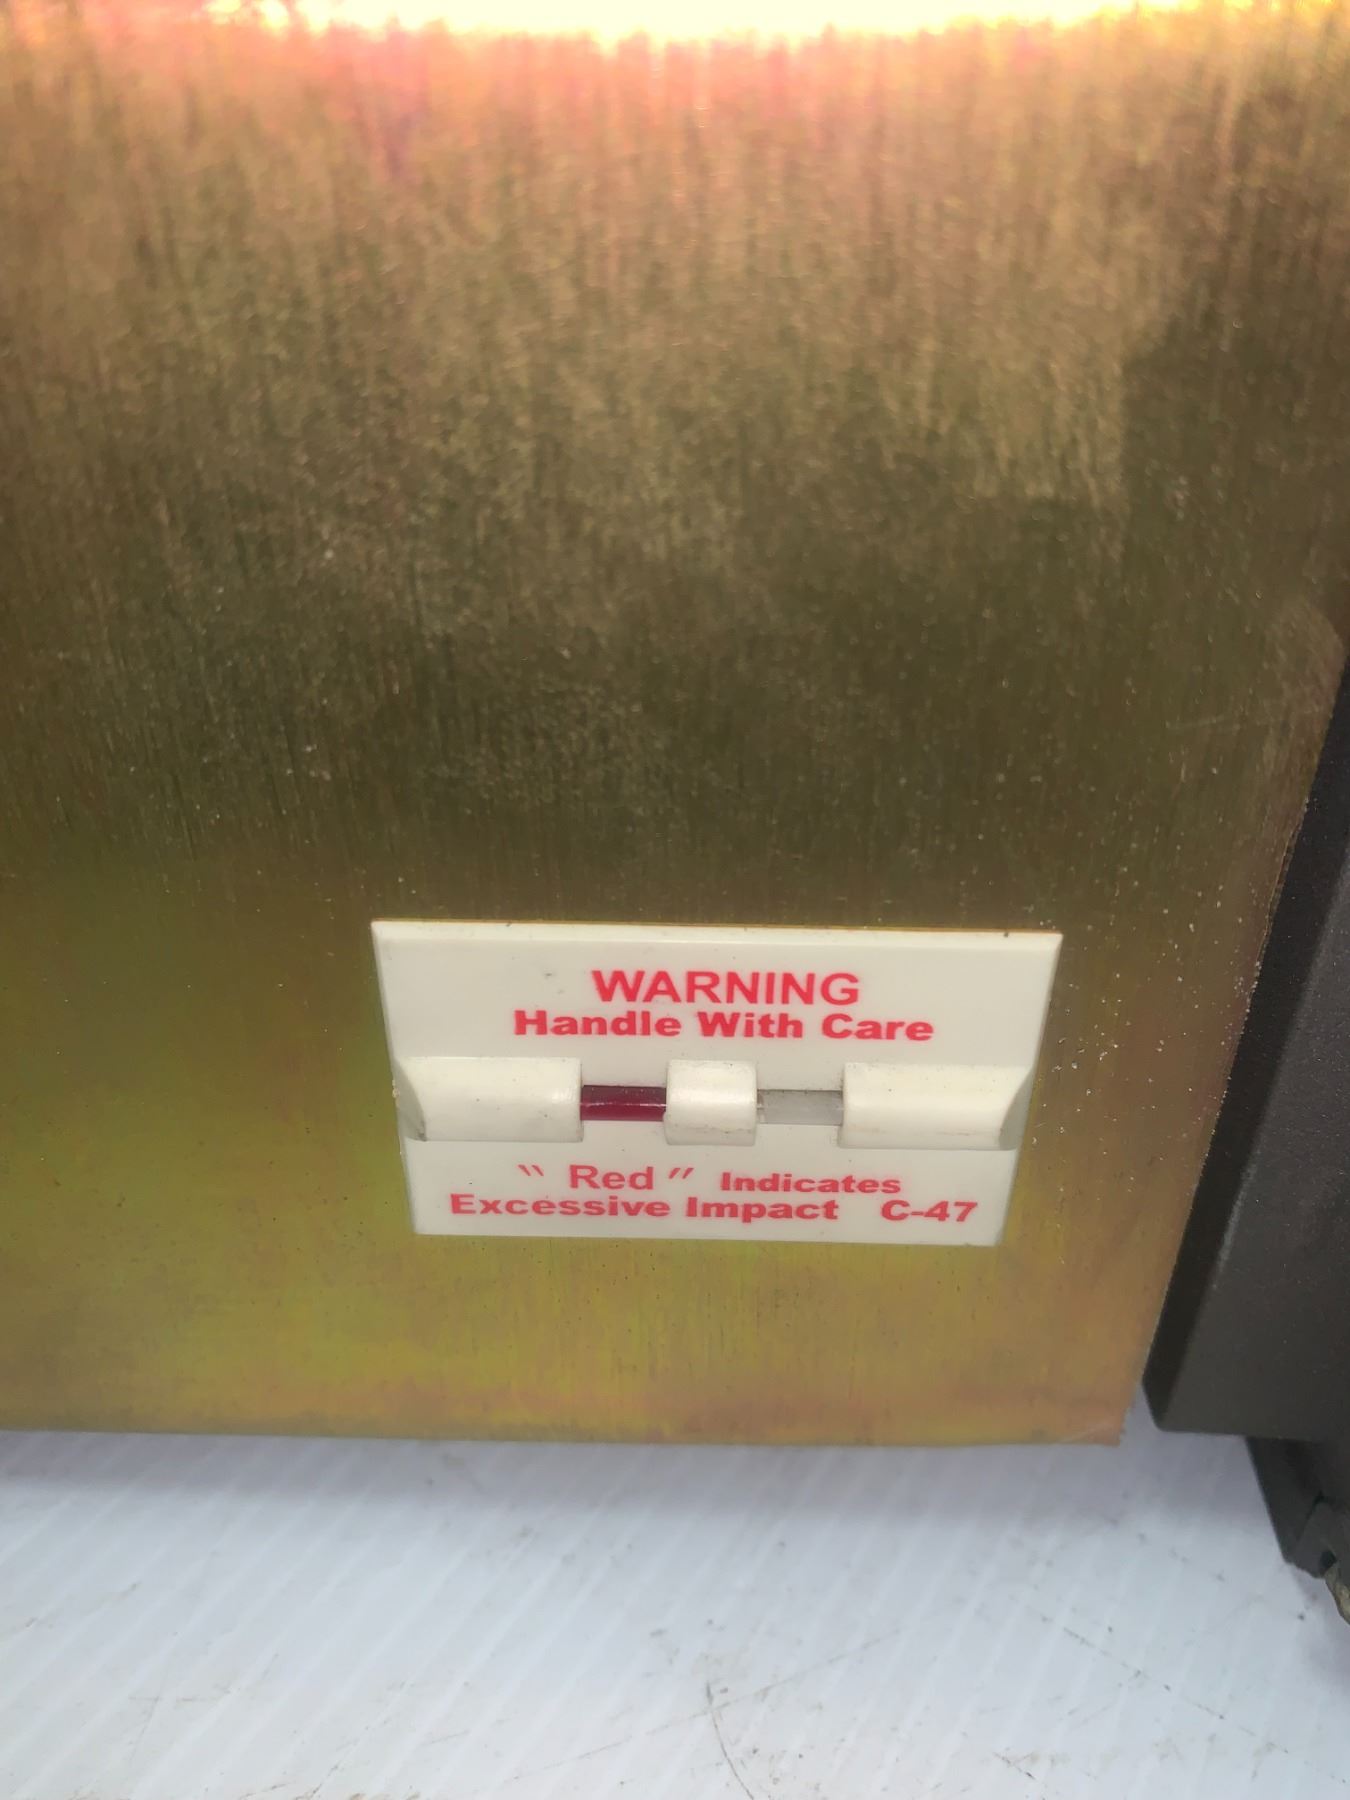 WARNING
Handle With Care
" Red " Indicates
Excessive Impact C-47